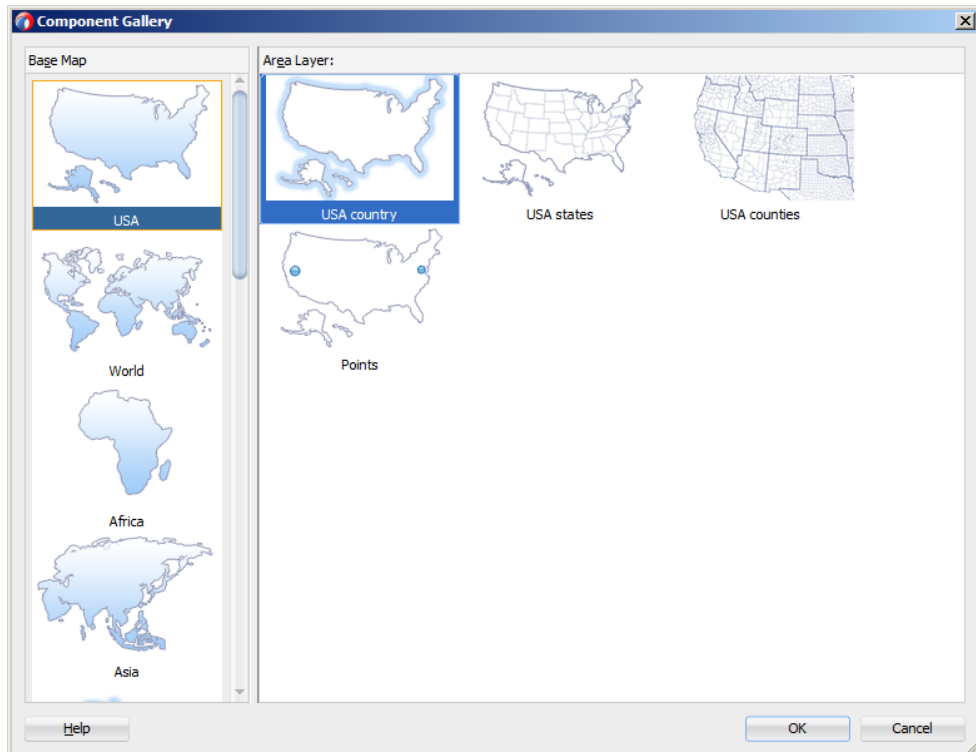 Component Gallery
Base Map
Area Layer:
USA
World
Africa
Asia
USA country
USA states
USA counties
Points
Help
OK
Cancel